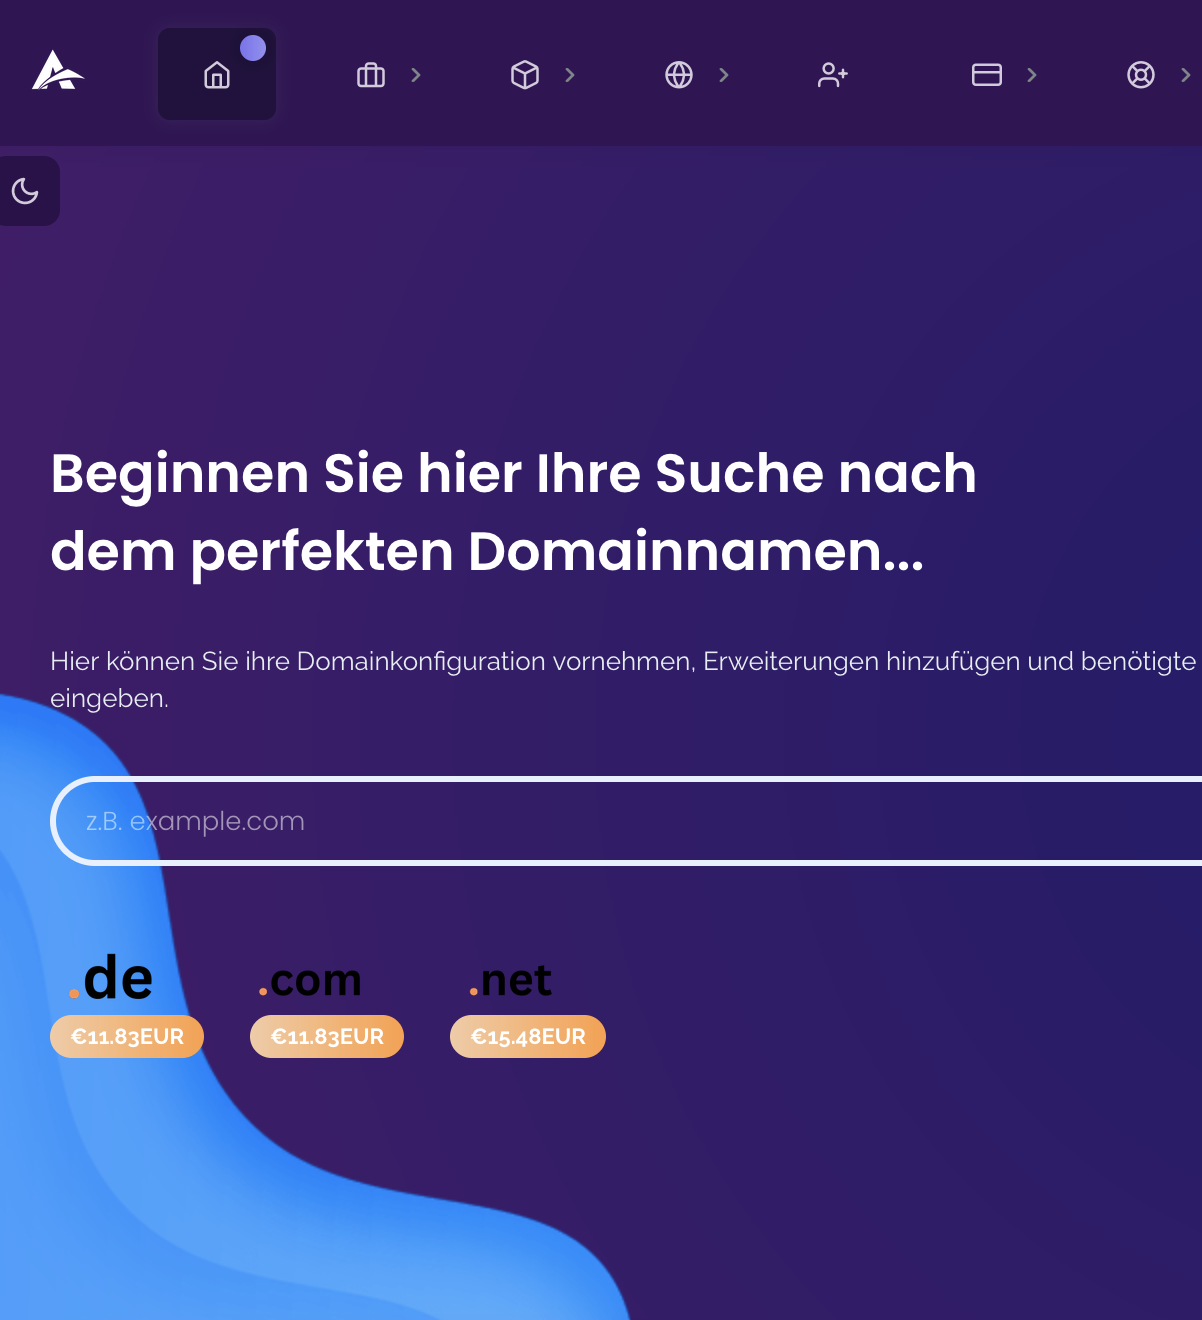 Beginnen Sie hier Ihre Suche nach
dem perfekten Domainnamen...
Hier können Sie ihre Domainkonfiguration vornehmen, Erweiterungen hinzufügen und benötigte
eingeben.
z.B. example.com
.de .com .net
€11.83EUR €11.83EUR €15.48EUR